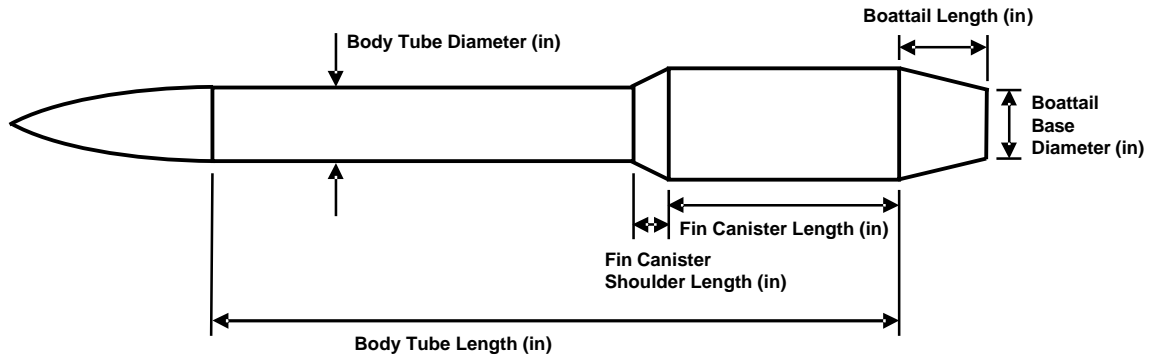 Boattail Length (in)
Body Tube Diameter (in)
Boattail
Base
Diameter (in)
Fin Canister Length (in)
Fin Canister
Shoulder Length (in)
Body Tube Length (in)